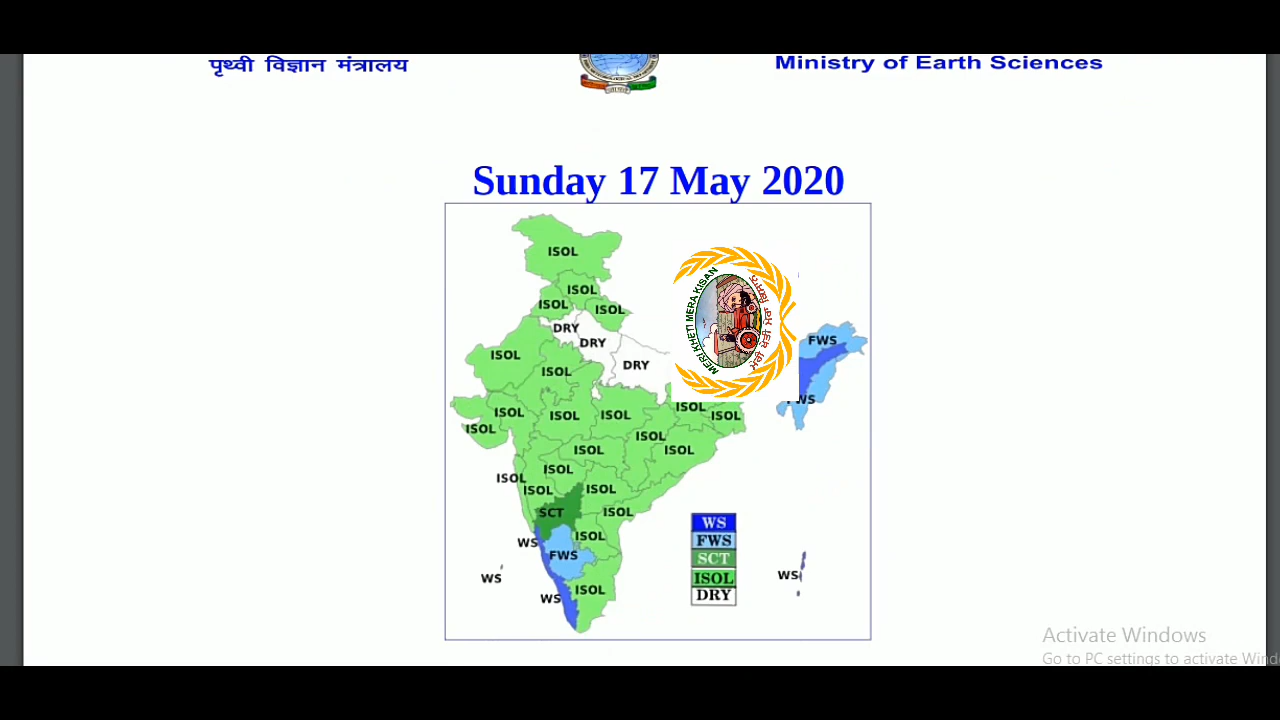 पृथ्वी विज्ञान मंत्रालय
Ministry of Earth Sciences
Sunday 17 May 2020
ISOL
ISOL
ISOL
ISOL
DRY
DRY
DRY
ISOL
ISOL
FWS
FWS
MERI KHETI MERA KISAN
मेरी खेती मेरा किसान
ISOL
ISOL
ISOL
ISOL
ISOL
ISOL
ISOL
ISOL
ISOL
ISOL
ISOL
ISOL
ISOL
ISOL
SCT
ISOL
WS
ISOL
FWS
WS
WS
ISOL
WS
WS
FWS
SCT
ISOL
DRY
Activate Windows
Go to PC settings to activate Wind